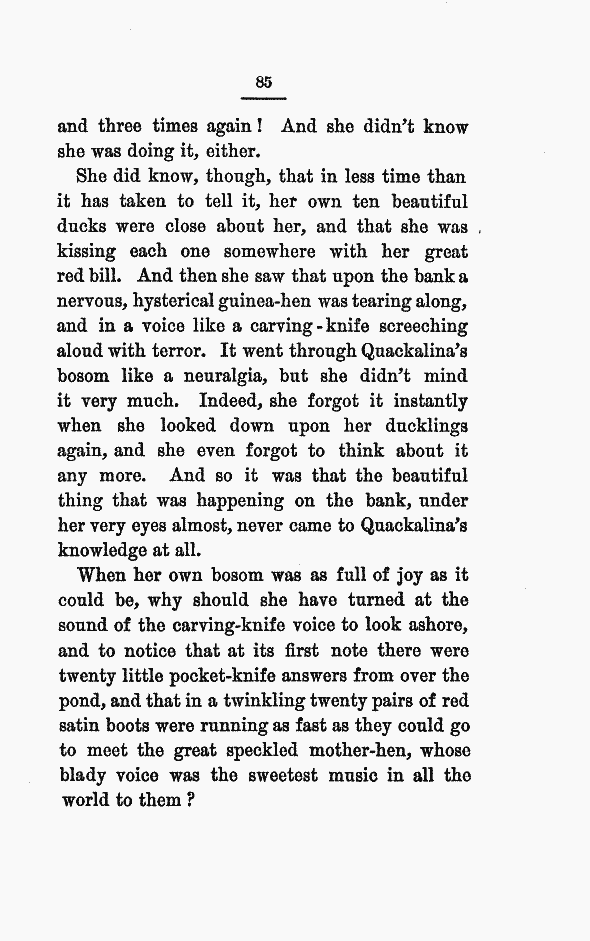 85
and three times again! And she didn't know
she was doing it, either.
She did know, though, that in less time than
it has taken to tell it, her own ten beautiful
ducks were close about her, and that she was
kissing each one somewhere with her great
red bill. And then she saw that upon the bank a
nervous, hysterical guinea-hen was tearing along,
and in a voice like a carving-knife screeching
aloud with terror. It went through Quackalina's
bosom like a neuralgia, but she didn't mind
it very much. Indeed, she forgot it instantly
when she looked down upon her ducklings
again, and she even forgot to think about it
any more. And so it was that the beautiful
thing that was happening on the bank, under
her very eyes almost, never came to Quackalina's
knowledge at all.
When her own bosom was as full of joy as it
could be, why should she have turned at the
sound of the carving-knife voice to look ashore,
and to notice that at its first note there were
twenty little pocket-knife answers from over the
pond, and that in a twinkling twenty pairs of red
satin boots were running as fast as they could go
to meet the great speckled mother-hen, whose
blady voice was the sweetest music in all the
world to them?